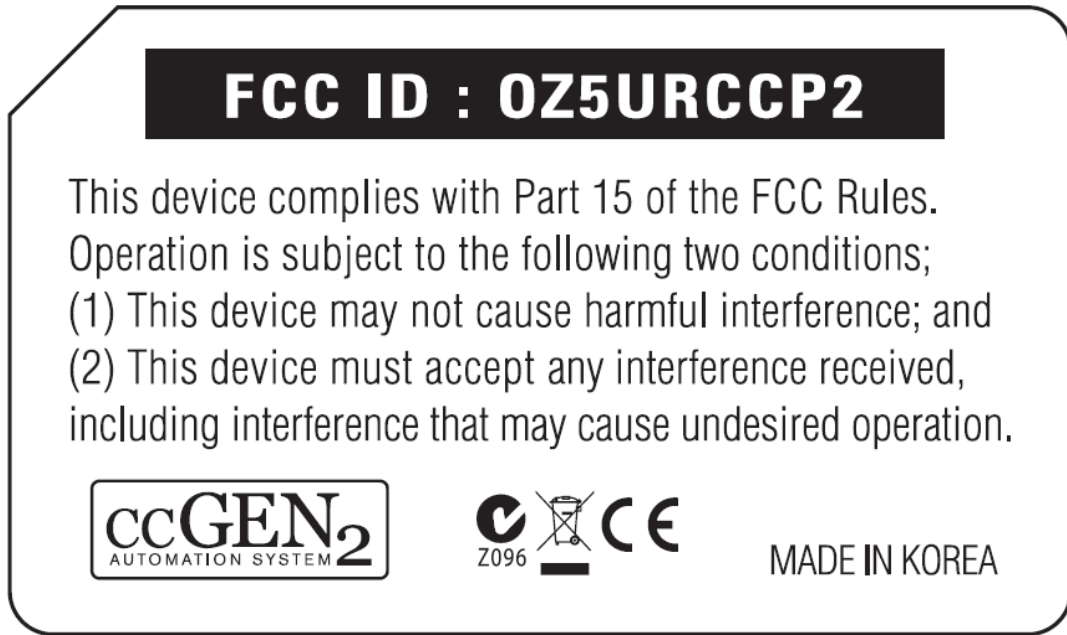 FCC ID : OZ5URCCP2
This device complies with Part 15 of the FCC Rules.
Operation is subject to the following two conditions;
(1) This device may not cause harmful interference; and
(2) This device must accept any interference received,
including interference that may cause undesired operation.
ccGEN2
AUTOMATION SYSTEM
Z096
CE
MADE IN KOREA